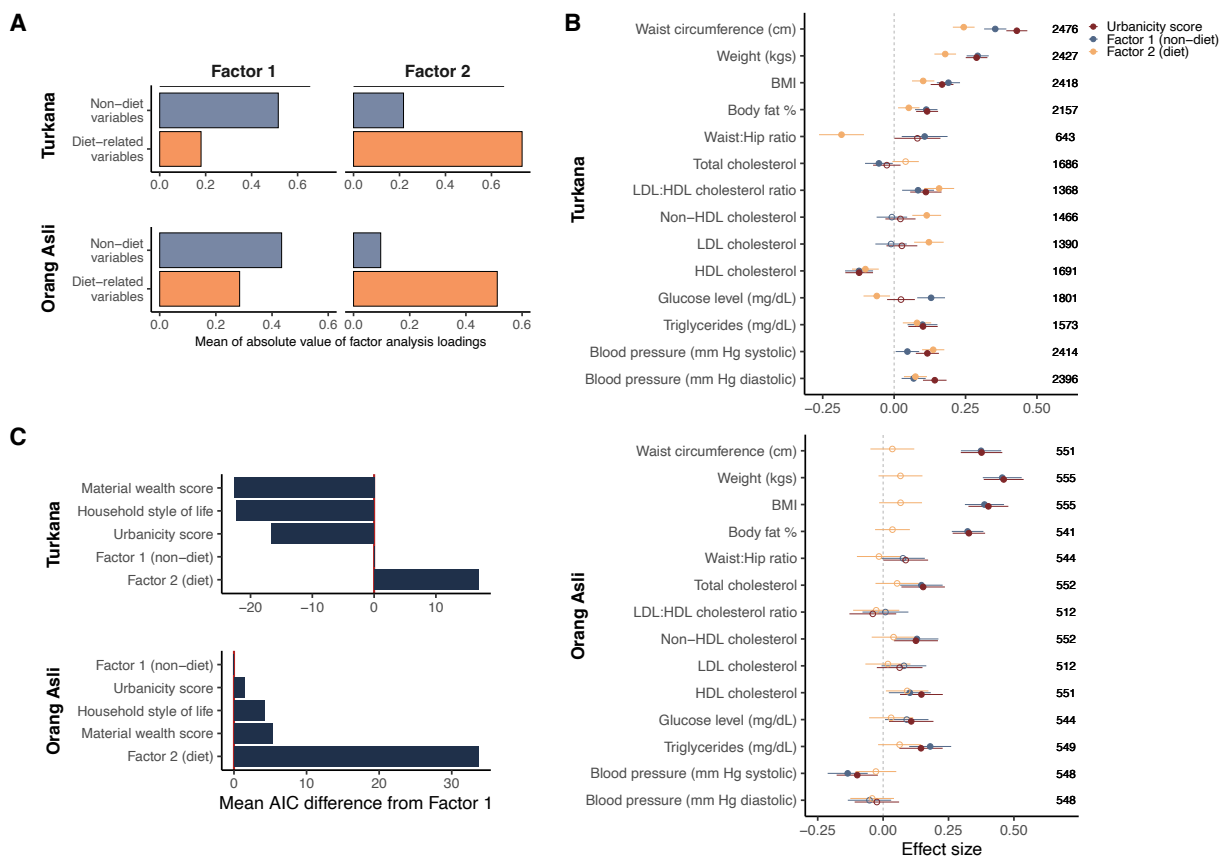 A
Factor 1
Factor 2
Turkana
Non−diet
variables
Diet−related
variables
0.0 0.2 0.4 0.6
0.0 0.2 0.4 0.6
Orang Asli
Non−diet
variables
Diet−related
variables
0.0 0.2 0.4 0.6
0.0 0.2 0.4 0.6
Mean of absolute value of factor analysis loadings
B
Urbanicity score
Factor 1 (non−diet)
Factor 2 (diet)
Turkana
Waist circumference (cm) 2476
Weight (kgs) 2427
BMI 2418
Body fat % 2157
Waist:Hip ratio 643
Total cholesterol 1686
LDL:HDL cholesterol ratio 1368
Non−HDL cholesterol 1466
LDL cholesterol 1390
HDL cholesterol 1691
Glucose level (mg/dL) 1801
Triglycerides (mg/dL) 1573
Blood pressure (mm Hg systolic) 2414
Blood pressure (mm Hg diastolic) 2396
−0.25 0.00 0.25 0.50
Orang Asli
Waist circumference (cm) 551
Weight (kgs) 555
BMI 555
Body fat % 541
Waist:Hip ratio 544
Total cholesterol 552
LDL:HDL cholesterol ratio 512
Non−HDL cholesterol 552
LDL cholesterol 512
HDL cholesterol 551
Glucose level (mg/dL) 544
Triglycerides (mg/dL) 549
Blood pressure (mm Hg systolic) 548
Blood pressure (mm Hg diastolic) 548
−0.25 0.00 0.25 0.50
Effect size
C
Turkana
Material wealth score
Household style of life
Urbanicity score
Factor 1 (non−diet)
Factor 2 (diet)
−20 −10 0 10
Orang Asli
Factor 1 (non−diet)
Urbanicity score
Household style of life
Material wealth score
Factor 2 (diet)
0 10 20 30
Mean AIC difference from Factor 1